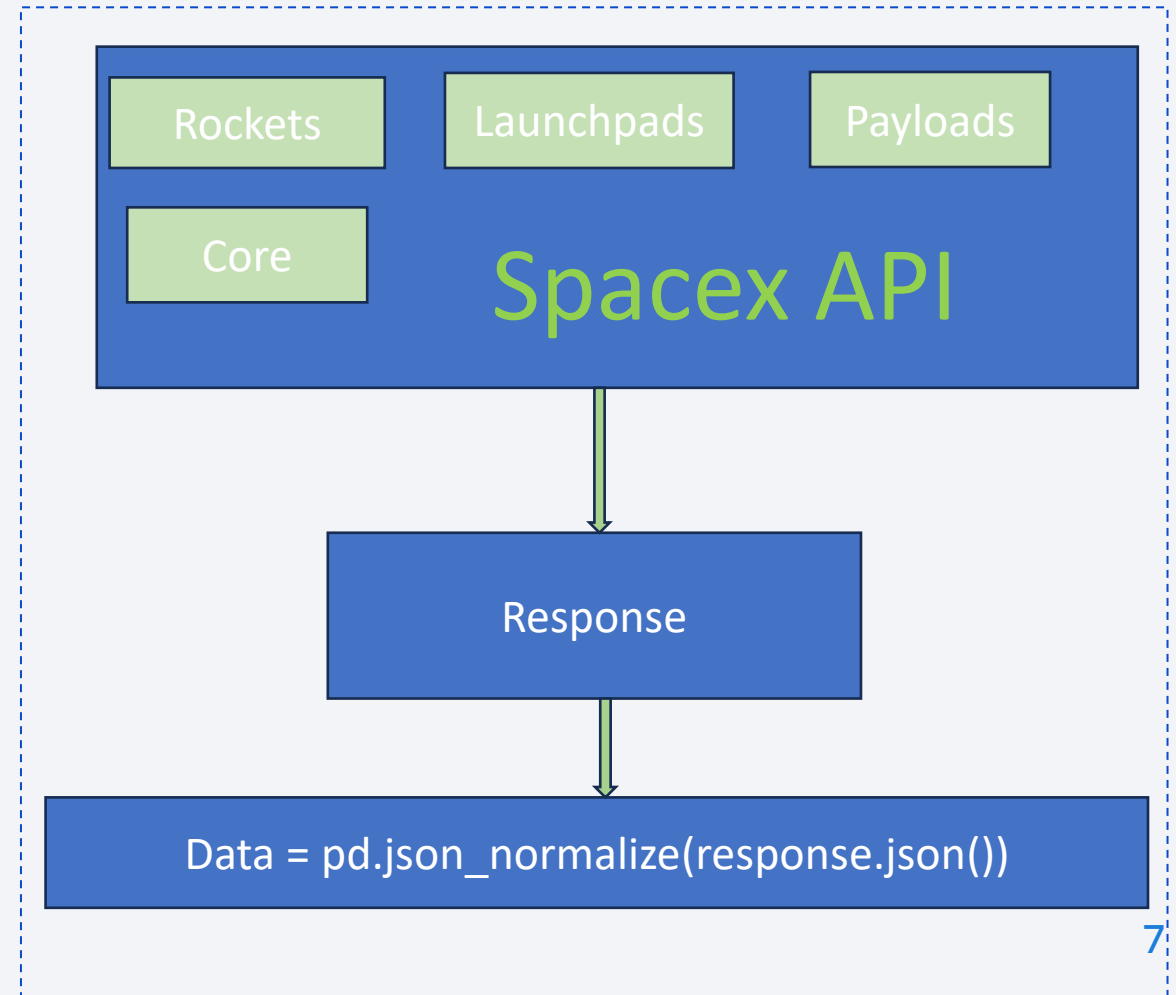 Rockets
Launchpads
Payloads
Core
Spacex API
Response
Data = pd.json_normalize(response.json())
7